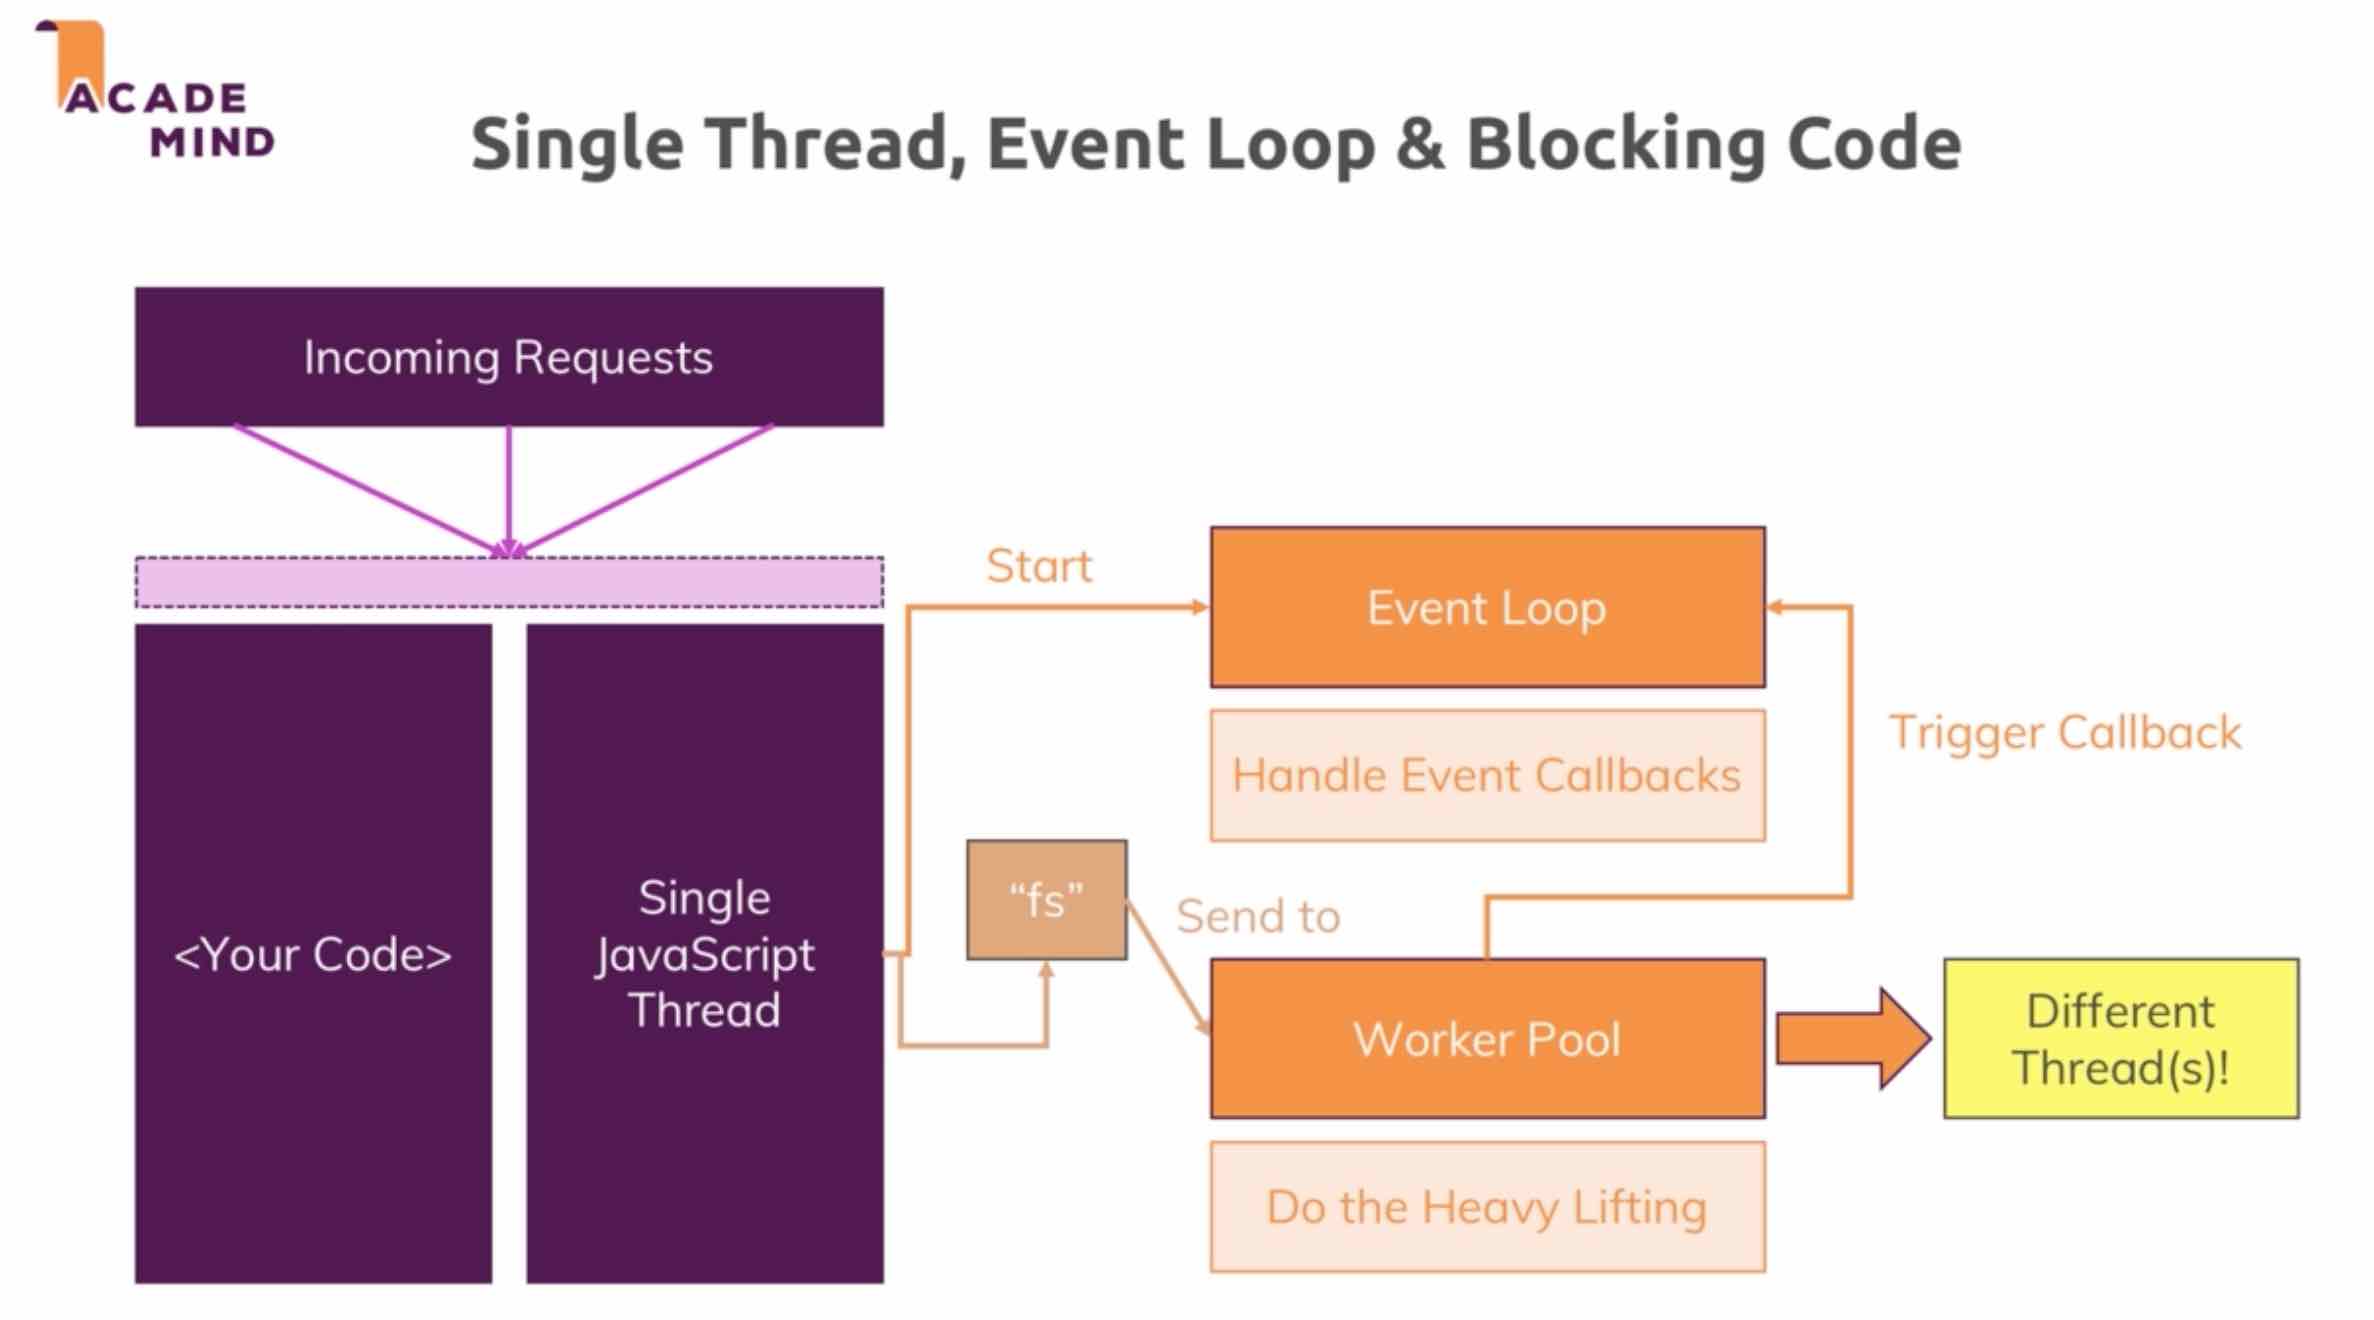 ACADE
MIND
Single Thread, Event Loop & Blocking Code
Incoming Requests
<Your Code>
Single
JavaScript
Thread
Start
Event Loop
Handle Event Callbacks
Trigger Callback
“fs”
Send to
Worker Pool
Different
Thread(s)!
Do the Heavy Lifting